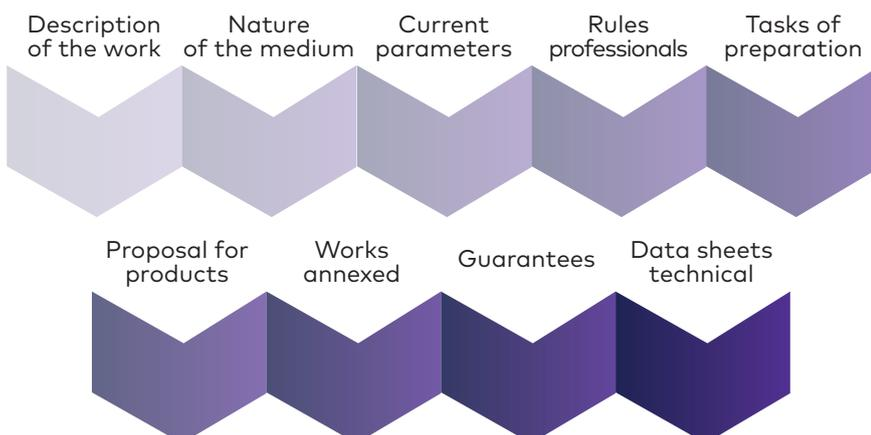 Description
of the work
Nature
of the medium
Current
parameters
Rules
professionals
Tasks of
preparation
Proposal for
products
Works
annexed
Guarantees
Data sheets
technical